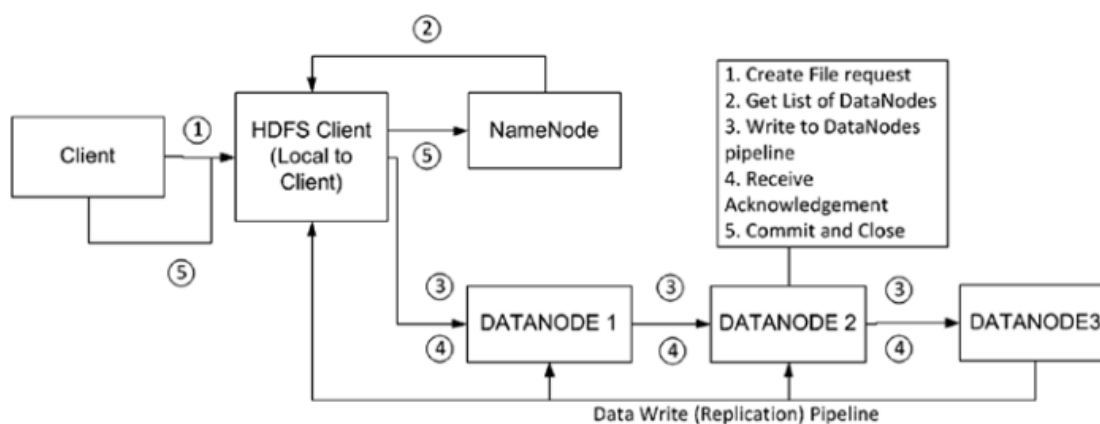 ②
1. Create File request
2. Get List of DataNodes
3. Write to DataNodes
pipeline
4. Receive
Acknowledgement
5. Commit and Close
Client
①
HDFS Client
(Local to
Client)
⑤
NameNode
⑤
③
③
③
DATANODE 1
DATANODE 2
DATANODE3
④
④
④
Data Write (Replication) Pipeline